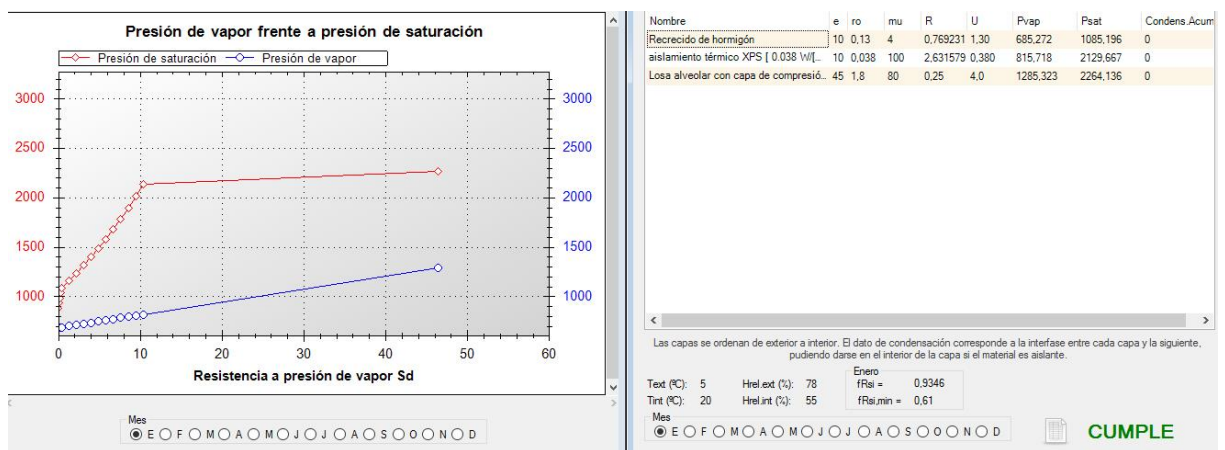 Presión de vapor frente a presión de saturación
Presión de saturación Presión de vapor
3000 3000
2500 2500
2000 2000
1500 1500
1000 1000
0 10 20 30 40 50 60
Resistencia a presión de vapor Sd
Mes
E F M A M J J A S O N D
Nombre e ro mu R U Pvap Psat Condens.Acum
Recrecido de hormigón 10 0,13 4 0,769231 1,30 685,272 1085,196 0
aislamiento térmico XPS [ 0.038 W/[... 10 0,038 100 2,631579 0,380 815,718 2129,667 0
Losa alveolar con capa de compresió... 45 1,8 80 0,25 4,0 1285,323 2264,136 0
Las capas se ordenan de exterior a interior. El dato de condensación corresponde a la interfase entre cada capa y la siguiente,
pudiendo darse en el interior de la capa si el material es aislante.
Enero
Text (ºC): 5 Hrel.ext (%): 78 fRsi = 0,9346
Tint (ºC): 20 Hrel.int (%): 55 fRsi,min = 0,61
Mes
E F M A M J J A S O N D
CUMPLE